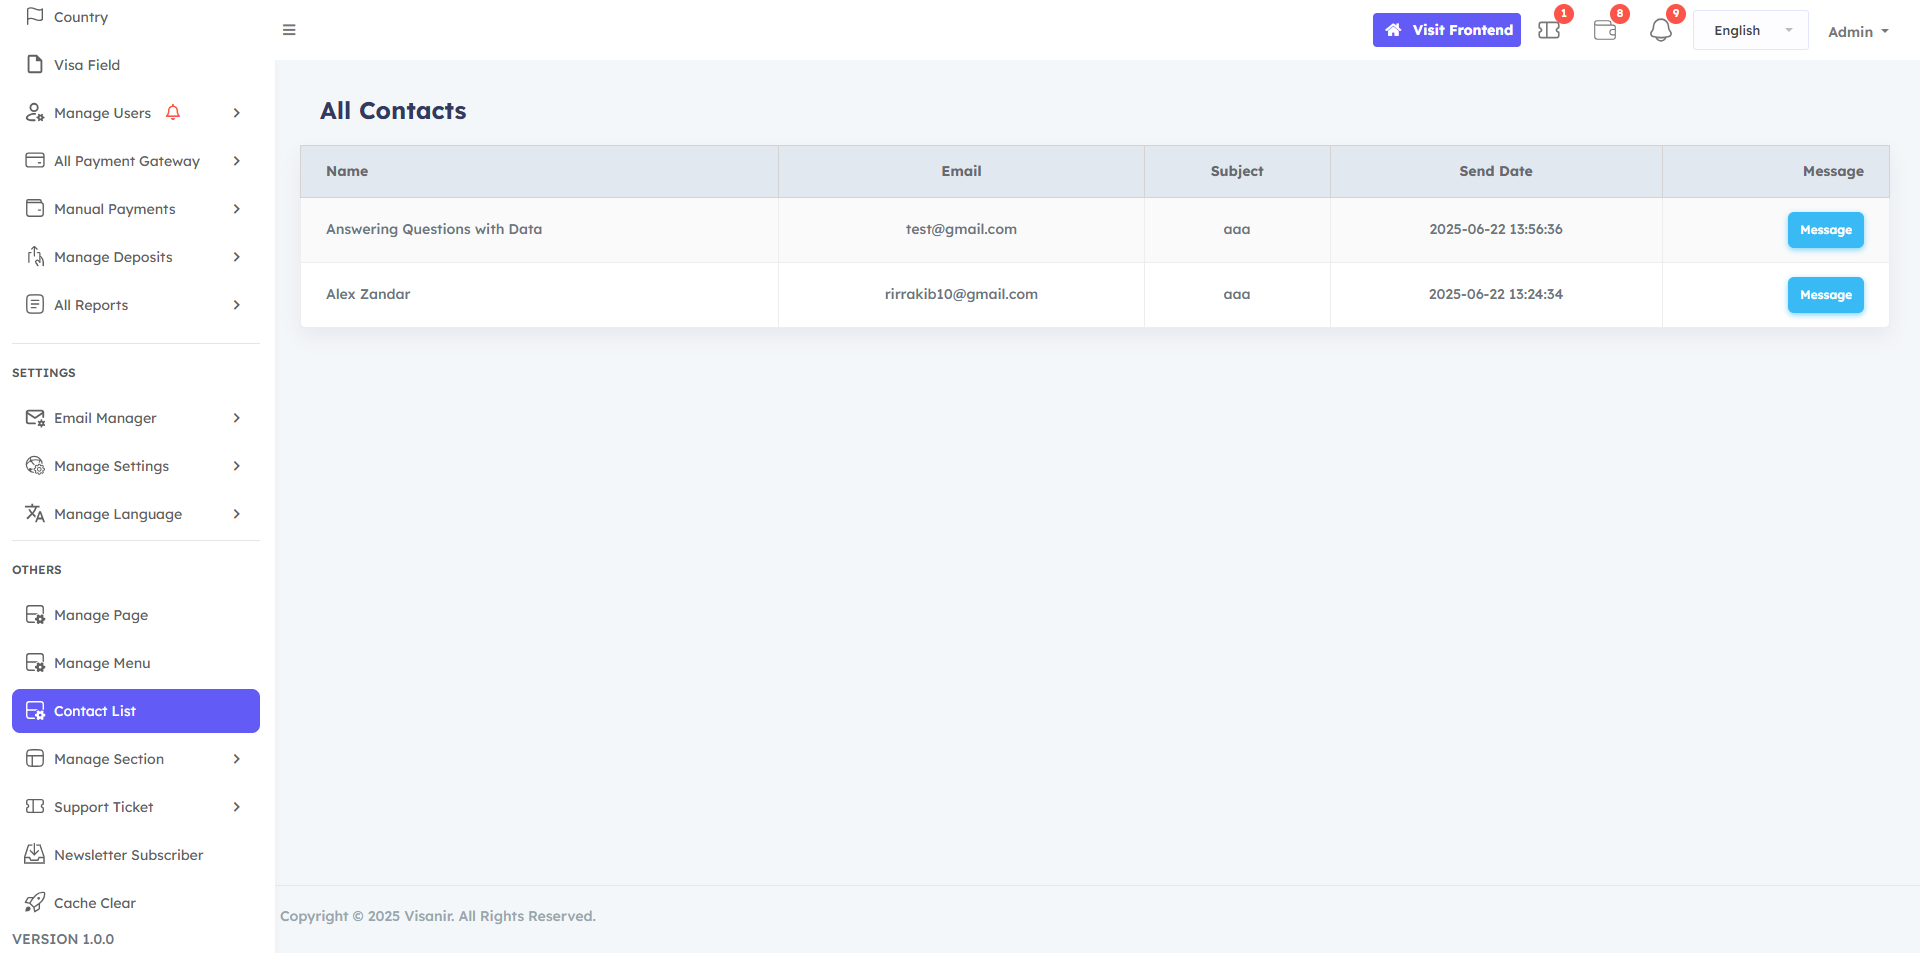 Country
Visa Field
Manage Users
All Payment Gateway
Manual Payments
Manage Deposits
All Reports
SETTINGS
Email Manager
Manage Settings
Manage Language
OTHERS
Manage Page
Manage Menu
Contact List
Manage Section
Support Ticket
Newsletter Subscriber
Cache Clear
VERSION 1.0.0
Visit Frontend 1 8 9 English Admin
All Contacts
Name Email Subject Send Date Message
Answering Questions with Data test@gmail.com aaa 2025-06-22 13:56:36 Message
Alex Zandar rirrakib10@gmail.com aaa 2025-06-22 13:24:34 Message
Copyright © 2025 Visanir. All Rights Reserved.